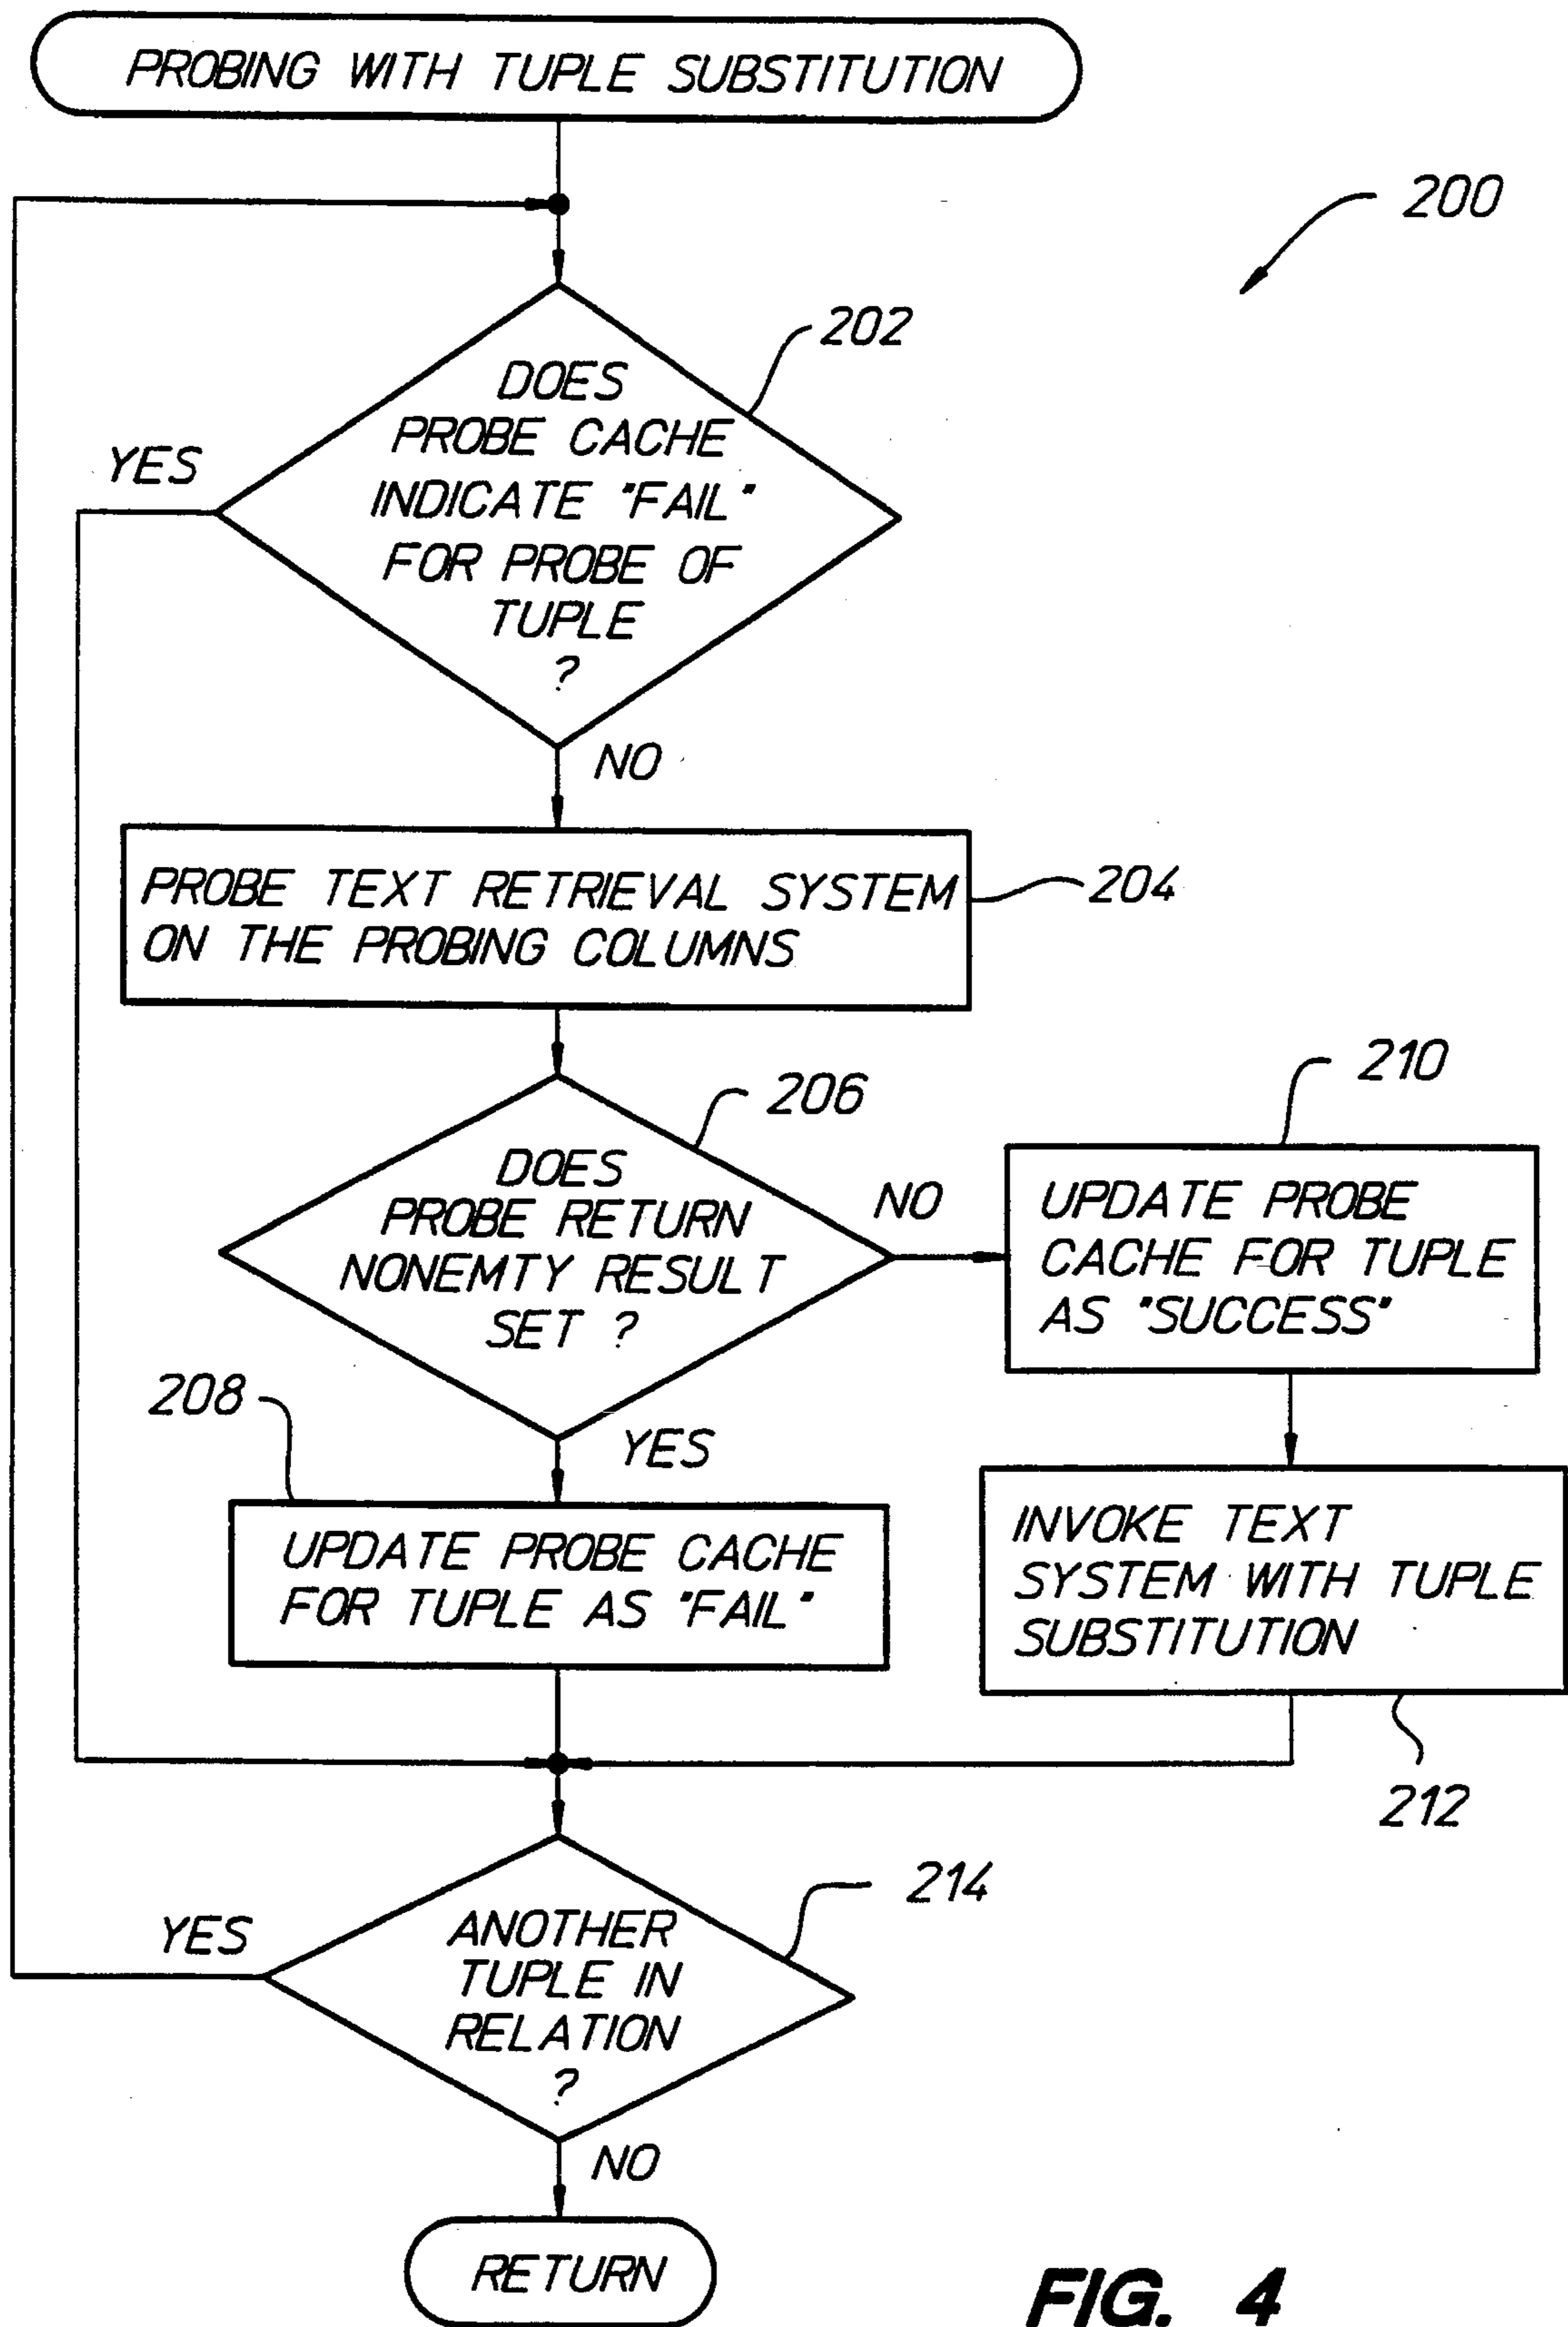 PROBING WITH TUPLE SUBSTITUTION
200
202
DOES
PROBE CACHE
INDICATE "FAIL"
FOR PROBE OF
TUPLE
?
YES
NO
PROBE TEXT RETRIEVAL SYSTEM
ON THE PROBING COLUMNS
204
206
DOES
PROBE RETURN
NONEMTY RESULT
SET ?
NO
YES
210
UPDATE PROBE
CACHE FOR TUPLE
AS "SUCCESS"
208
UPDATE PROBE CACHE
FOR TUPLE AS "FAIL"
INVOKE TEXT
SYSTEM WITH TUPLE
SUBSTITUTION
212
214
ANOTHER
TUPLE IN
RELATION
?
YES
NO
RETURN
FIG. 4